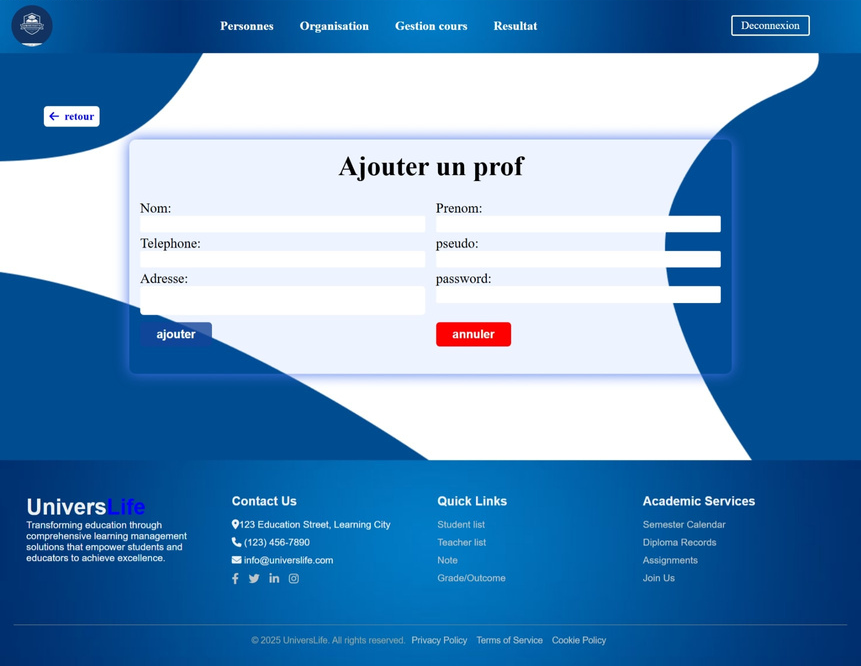 Personnes Organisation Gestion cours Resultat Deconnexion
retour
Ajouter un prof
Nom: Prenom:
Telephone: pseudo:
Adresse: password:
ajouter annuler
UniversLife
Transforming education through
comprehensive learning management
solutions that empower students and
educators to achieve excellence.
Contact Us
123 Education Street, Learning City
(123) 456-7890
info@universlife.com
Quick Links
Student list
Teacher list
Note
Grade/Outcome
Academic Services
Semester Calendar
Diploma Records
Assignments
Join Us
© 2025 UniversLife. All rights reserved. Privacy Policy Terms of Service Cookie Policy